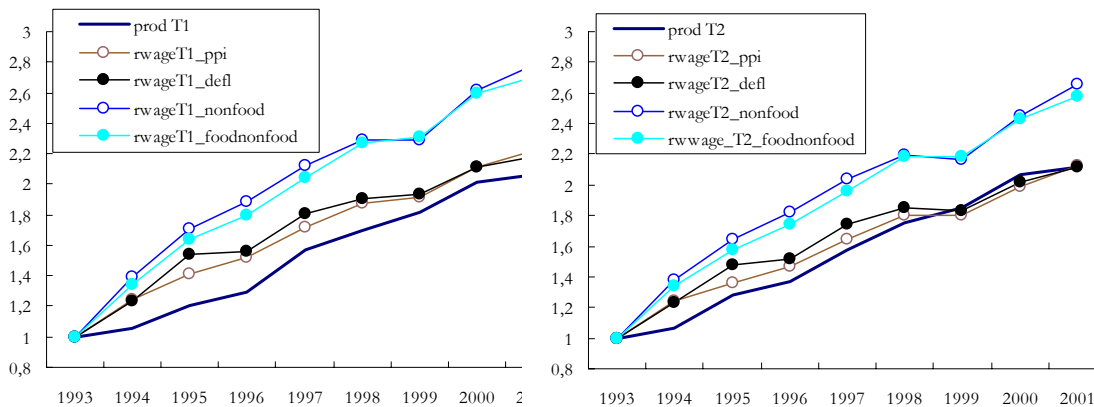 prod T1
rwageT1_ppi
rwageT1_defl
rwageT1_nonfood
rwageT1_foodnonfood
3
2,8
2,6
2,4
2,2
2
1,8
1,6
1,4
1,2
1
0,8
1993 1994 1995 1996 1997 1998 1999 2000 2
prod T2
rwageT2_ppi
rwageT2_defl
rwageT2_nonfood
rwwage_T2_foodnonfood
3
2,8
2,6
2,4
2,2
2
1,8
1,6
1,4
1,2
1
0,8
1993 1994 1995 1996 1997 1998 1999 2000 2001